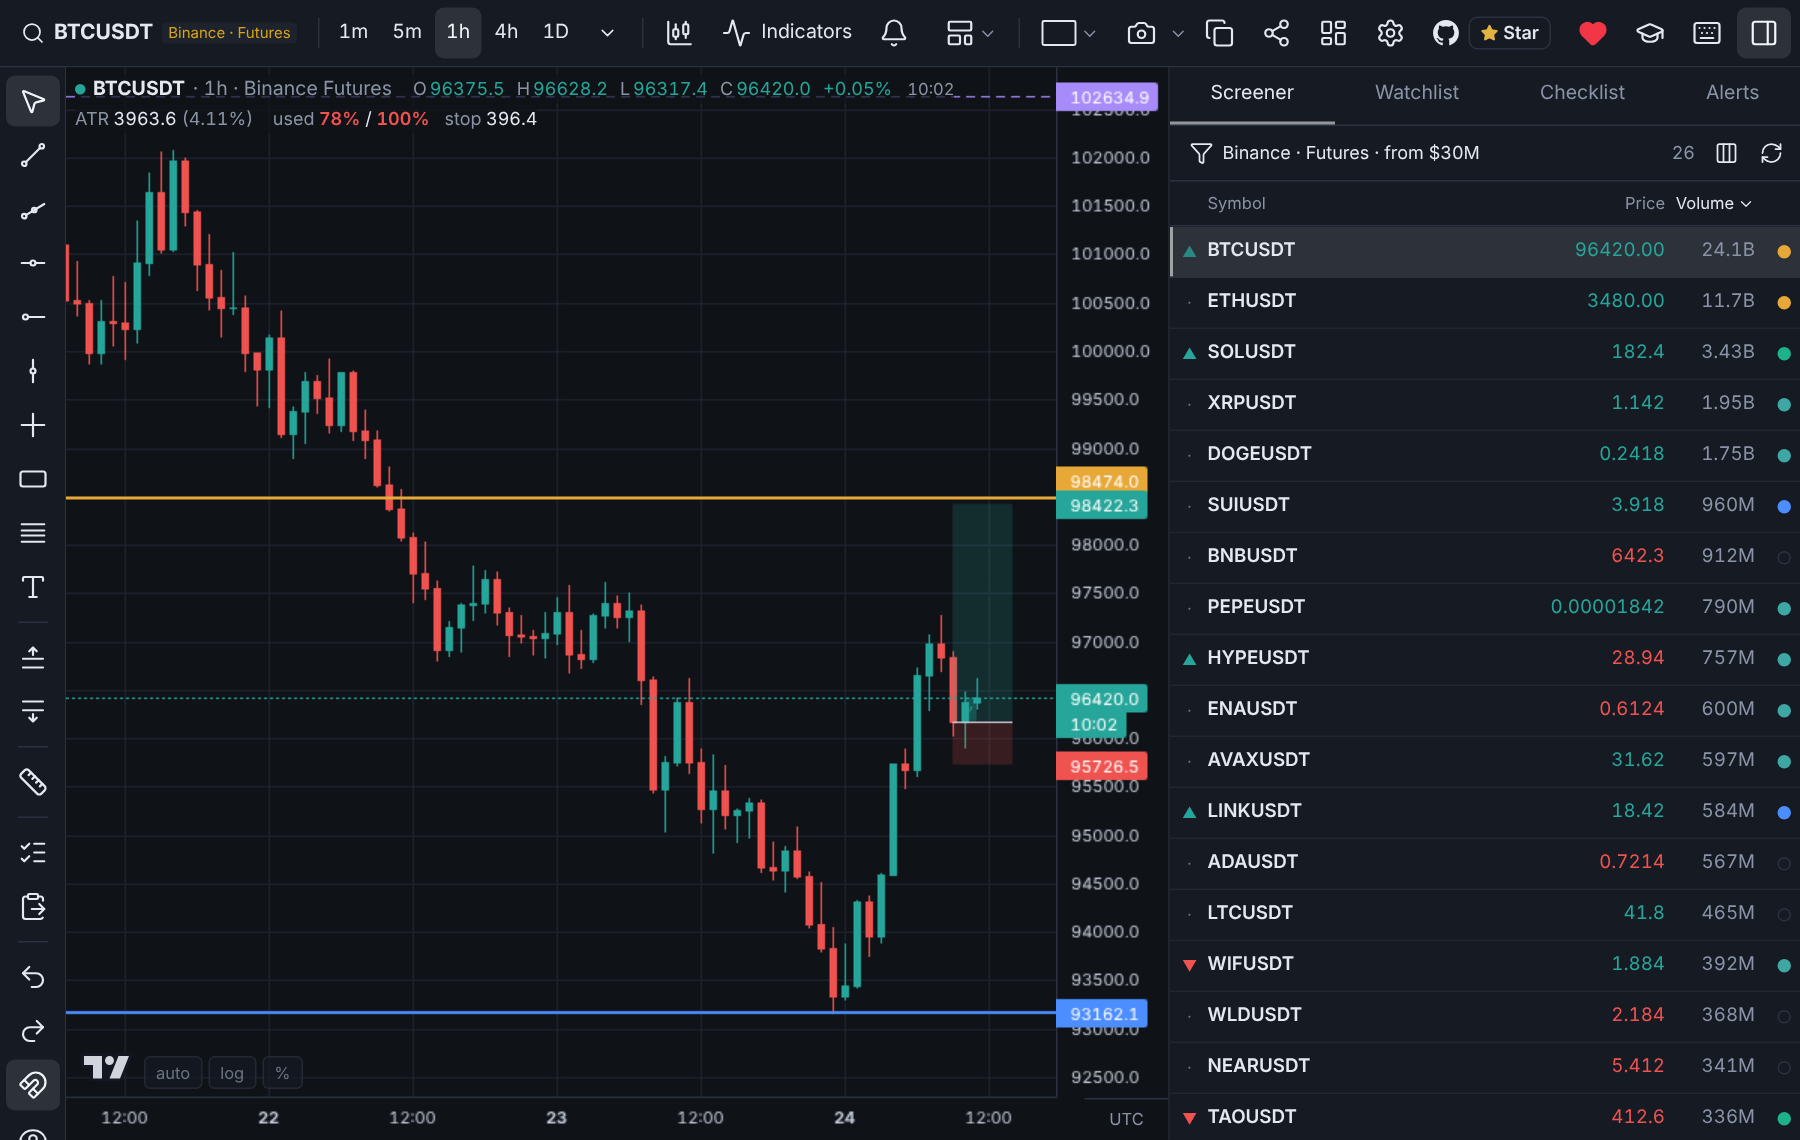 BTCUSDT Binance · Futures 1m 5m 1h 4h 1D Indicators Star
BTCUSDT · 1h · Binance Futures O 96375.5 H 96628.2 L 96317.4 C 96420.0 +0.05% 10:02
ATR 3963.6 (4.11%) used 78% / 100% stop 396.4
102634.9
102500.0
102000.0
101500.0
101000.0
100500.0
100000.0
99500.0
99000.0
98474.0
98422.3
98000.0
97500.0
97000.0
96420.0
10:02
96000.0
95726.5
95500.0
95000.0
94500.0
94000.0
93500.0
93162.1
93000.0
92500.0
auto log %
12:00 22 12:00 23 12:00 24 12:00 UTC
Screener Watchlist Checklist Alerts
Binance · Futures · from $30M 26
Symbol Price Volume
BTCUSDT 96420.00 24.1B
ETHUSDT 3480.00 11.7B
SOLUSDT 182.4 3.43B
XRPUSDT 1.142 1.95B
DOGEUSDT 0.2418 1.75B
SUIUSDT 3.918 960M
BNBUSDT 642.3 912M
PEPEUSDT 0.00001842 790M
HYPEUSDT 28.94 757M
ENAUSDT 0.6124 600M
AVAXUSDT 31.62 597M
LINKUSDT 18.42 584M
ADAUSDT 0.7214 567M
LTCUSDT 41.8 465M
WIFUSDT 1.884 392M
WLDUSDT 2.184 368M
NEARUSDT 5.412 341M
TAOUSDT 412.6 336M